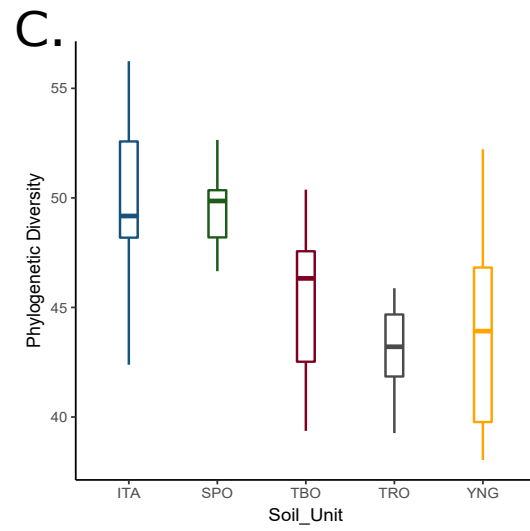 C.
Phylogenetic Diversity
55
50
45
40
ITA SPO TBO TRO YNG
Soil_Unit